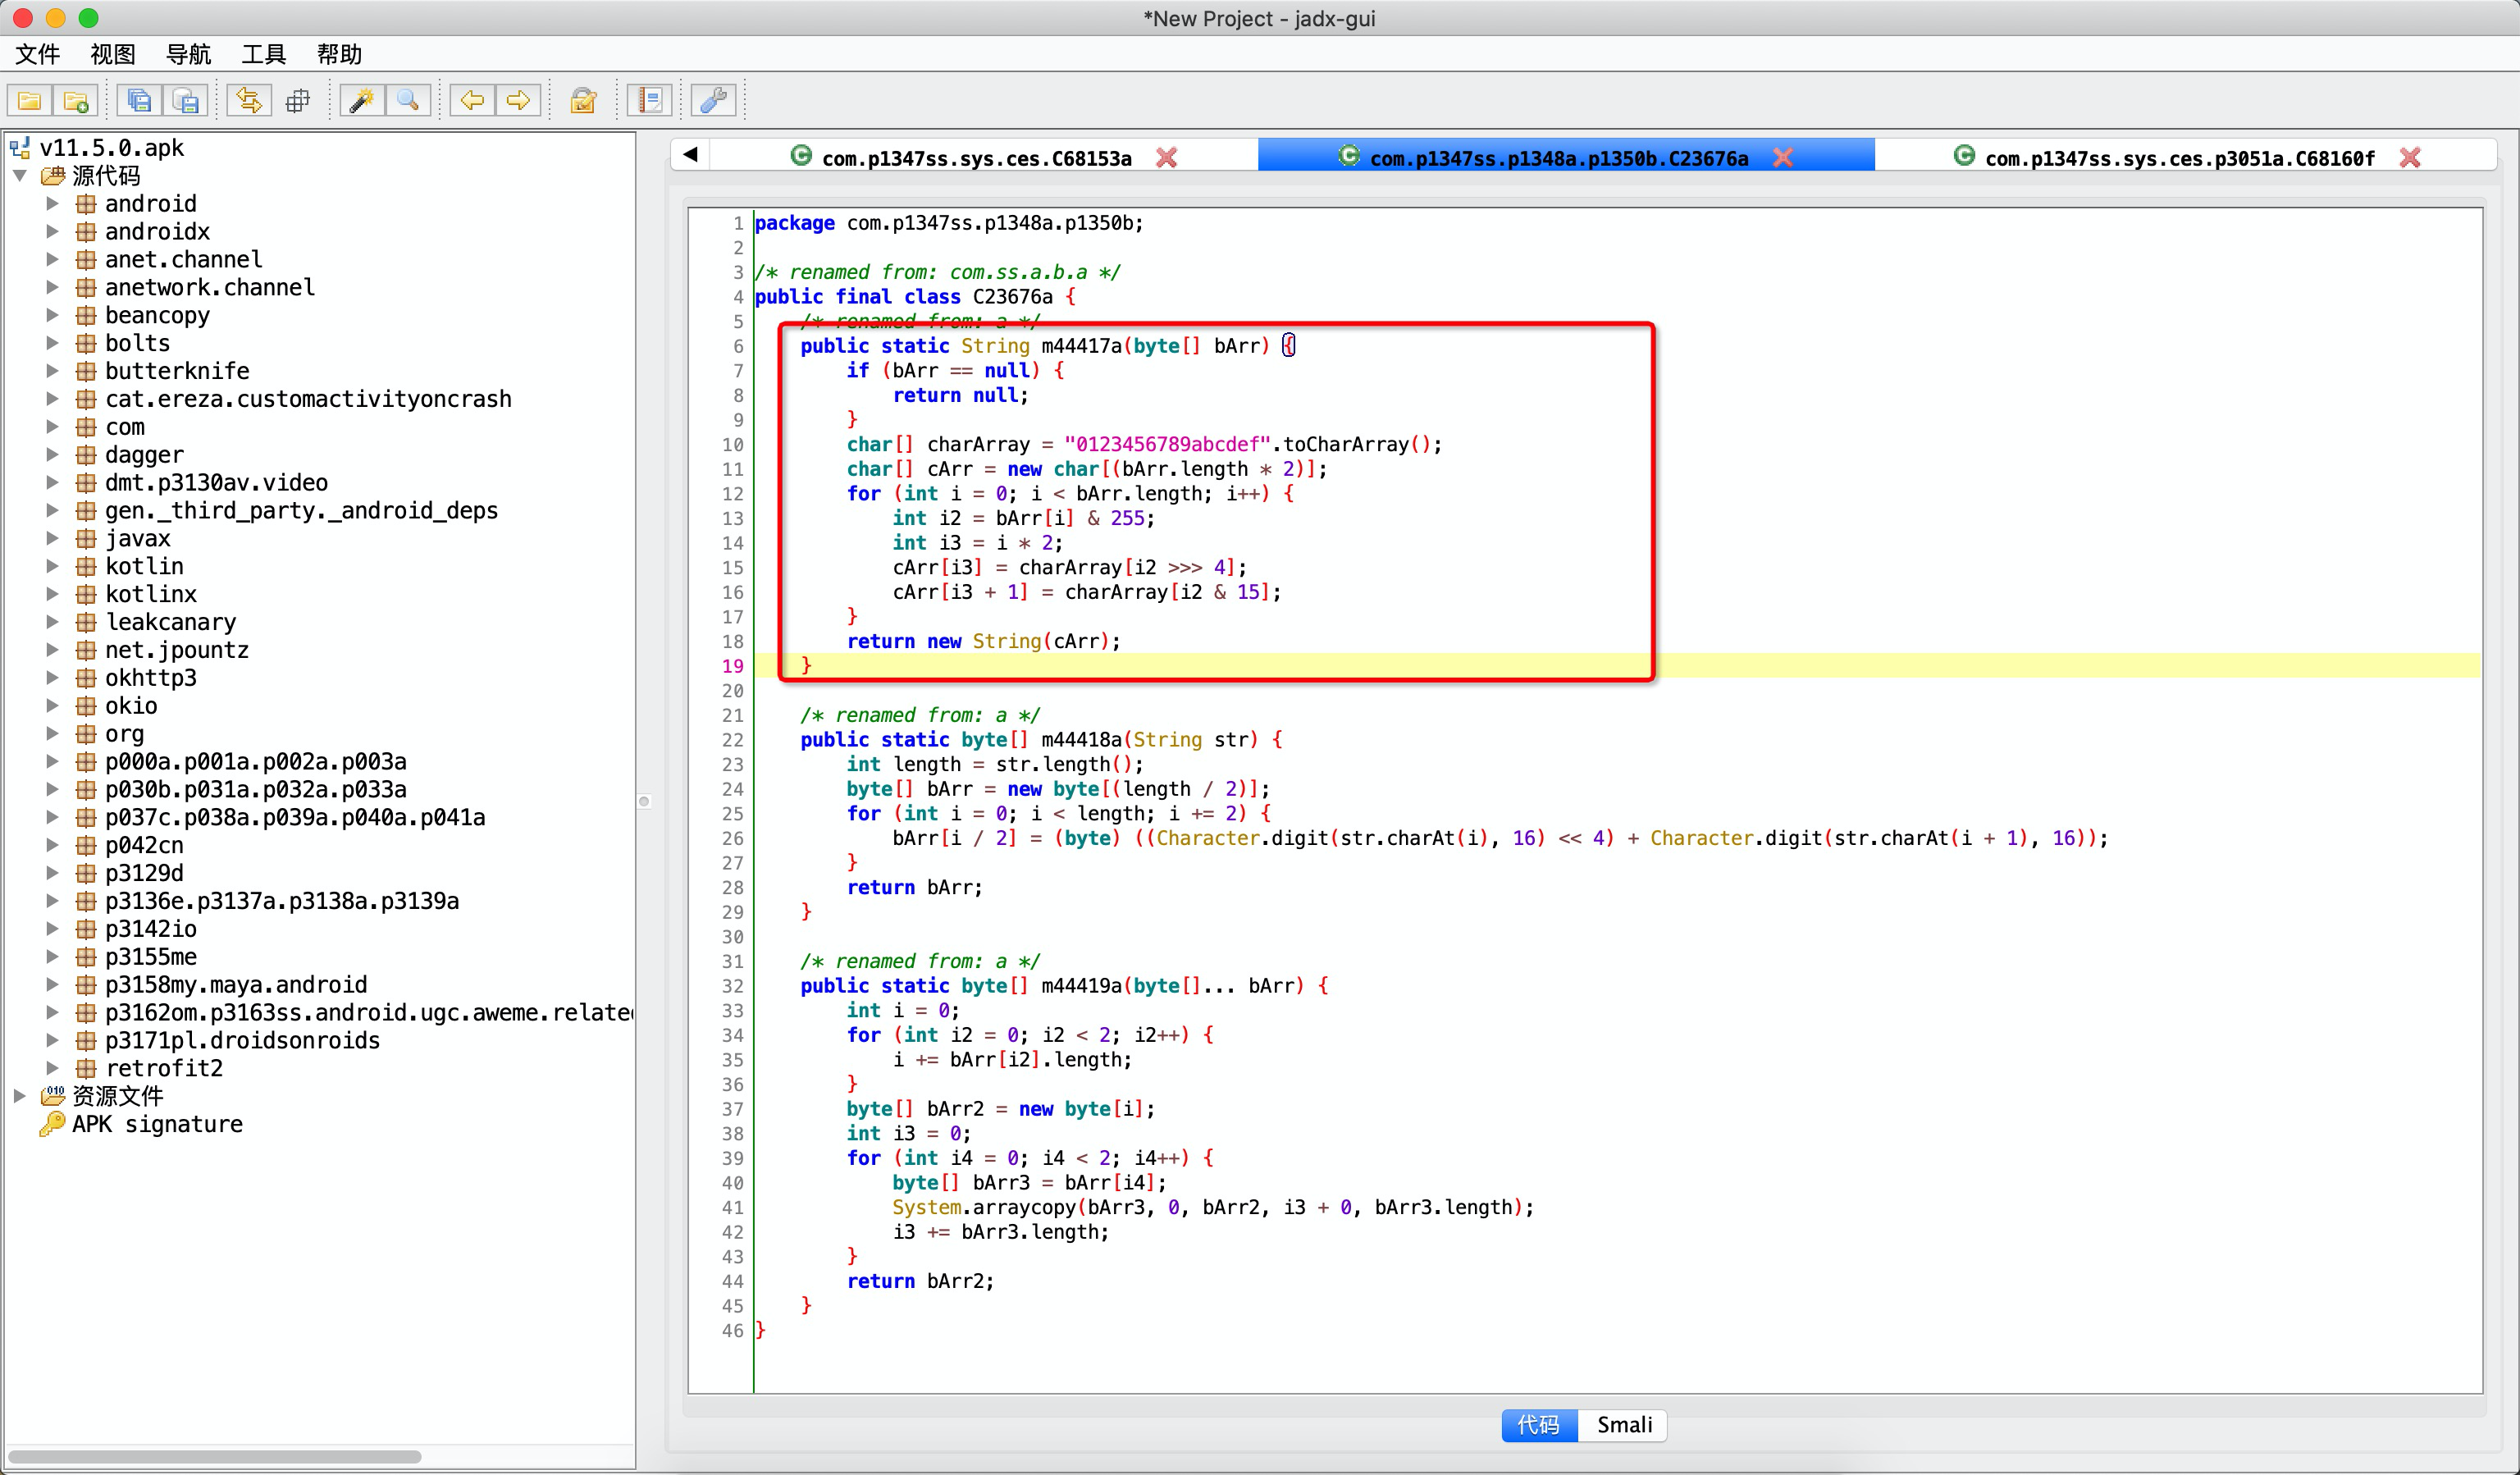 *New Project - jadx-gui
文件 视图 导航 工具 帮助
v11.5.0.apk
源代码
android
androidx
anet.channel
anetwork.channel
beancopy
bolts
butterknife
cat.ereza.customactivityoncrash
com
dagger
dmt.p3130av.video
gen._third_party._android_deps
javax
kotlin
kotlinx
leakcanary
net.jpountz
okhttp3
okio
org
p000a.p001a.p002a.p003a
p030b.p031a.p032a.p033a
p037c.p038a.p039a.p040a.p041a
p042cn
p3129d
p3136e.p3137a.p3138a.p3139a
p3142io
p3155me
p3158my.maya.android
p3162om.p3163ss.android.ugc.aweme.relate
p3171pl.droidsonroids
retrofit2
资源文件
APK signature
com.p1347ss.sys.ces.C68153a com.p1347ss.p1348a.p1350b.C23676a com.p1347ss.sys.ces.p3051a.C68160f
1 package com.p1347ss.p1348a.p1350b;
2
3 /* renamed from: com.ss.a.b.a */
4 public final class C23676a {
5 /* renamed from: a */
6 public static String m44417a(byte[] bArr) {
7 if (bArr == null) {
8 return null;
9 }
10 char[] charArray = "0123456789abcdef".toCharArray();
11 char[] cArr = new char[(bArr.length * 2)];
12 for (int i = 0; i < bArr.length; i++) {
13 int i2 = bArr[i] & 255;
14 int i3 = i * 2;
15 cArr[i3] = charArray[i2 >>> 4];
16 cArr[i3 + 1] = charArray[i2 & 15];
17 }
18 return new String(cArr);
19 }
20
21 /* renamed from: a */
22 public static byte[] m44418a(String str) {
23 int length = str.length();
24 byte[] bArr = new byte[(length / 2)];
25 for (int i = 0; i < length; i += 2) {
26 bArr[i / 2] = (byte) ((Character.digit(str.charAt(i), 16) << 4) + Character.digit(str.charAt(i + 1), 16));
27 }
28 return bArr;
29 }
30
31 /* renamed from: a */
32 public static byte[] m44419a(byte[]... bArr) {
33 int i = 0;
34 for (int i2 = 0; i2 < 2; i2++) {
35 i += bArr[i2].length;
36 }
37 byte[] bArr2 = new byte[i];
38 int i3 = 0;
39 for (int i4 = 0; i4 < 2; i4++) {
40 byte[] bArr3 = bArr[i4];
41 System.arraycopy(bArr3, 0, bArr2, i3 + 0, bArr3.length);
42 i3 += bArr3.length;
43 }
44 return bArr2;
45 }
46 }
代码 Smali